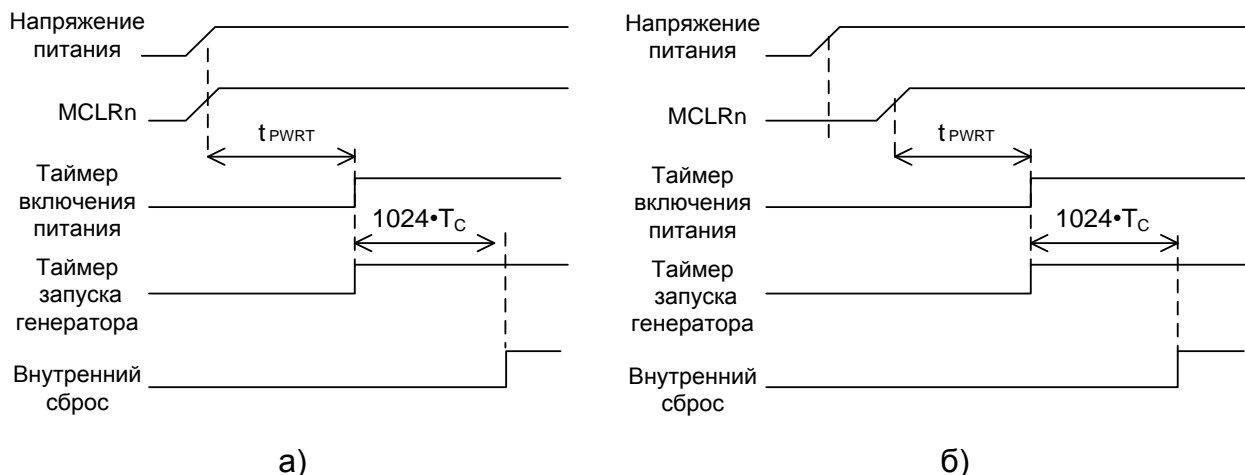 Напряжение
питания
MCLRn
t PWRT
Таймер
включения
питания
1024•TC
Таймер
запуска
генератора
Внутренний
сброс
а)
Напряжение
питания
MCLRn
t PWRT
Таймер
включения
питания
1024•TC
Таймер
запуска
генератора
Внутренний
сброс
б)